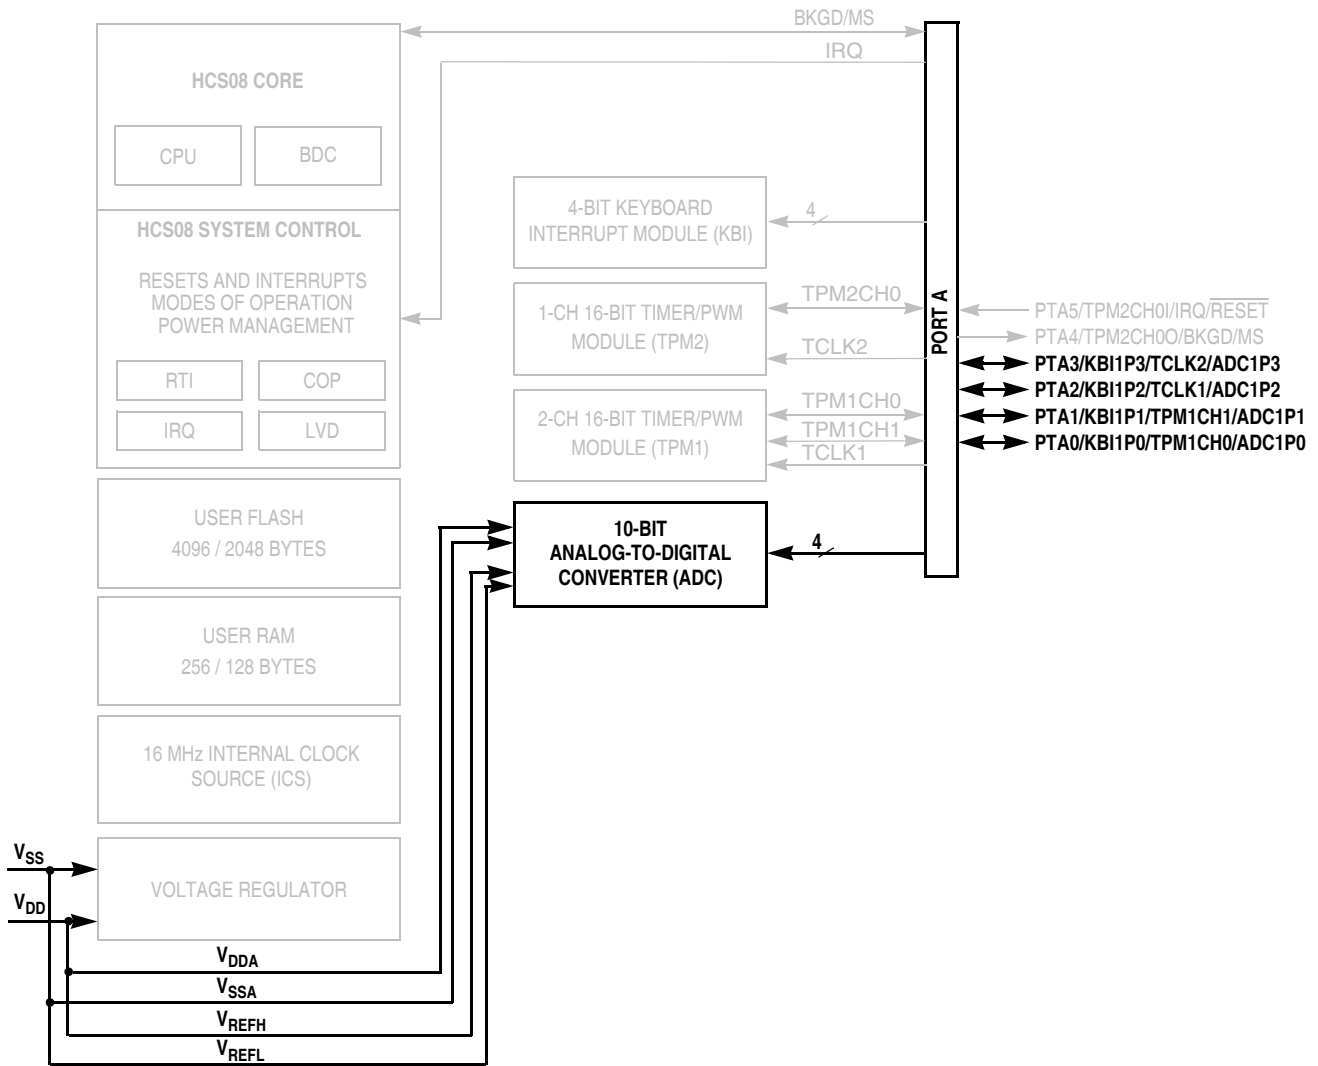 BKGD/MS
IRQ
HCS08 CORE
CPU
BDC
HCS08 SYSTEM CONTROL
RESETS AND INTERRUPTS
MODES OF OPERATION
POWER MANAGEMENT
RTI
COP
IRQ
LVD
USER FLASH
4096 / 2048 BYTES
USER RAM
256 / 128 BYTES
16 MHz INTERNAL CLOCK
SOURCE (ICS)
VOLTAGE REGULATOR
VSS
VDD
VDDA
VSSA
VREFH
VREFL
4-BIT KEYBOARD
INTERRUPT MODULE (KBI)
4
1-CH 16-BIT TIMER/PWM
MODULE (TPM2)
TPM2CH0
TCLK2
2-CH 16-BIT TIMER/PWM
MODULE (TPM1)
TPM1CH0
TPM1CH1
TCLK1
10-BIT
ANALOG-TO-DIGITAL
CONVERTER (ADC)
4
PORT A
PTA5/TPM2CH0I/IRQ/RESET
PTA4/TPM2CH0O/BKGD/MS
PTA3/KBI1P3/TCLK2/ADC1P3
PTA2/KBI1P2/TCLK1/ADC1P2
PTA1/KBI1P1/TPM1CH1/ADC1P1
PTA0/KBI1P0/TPM1CH0/ADC1P0